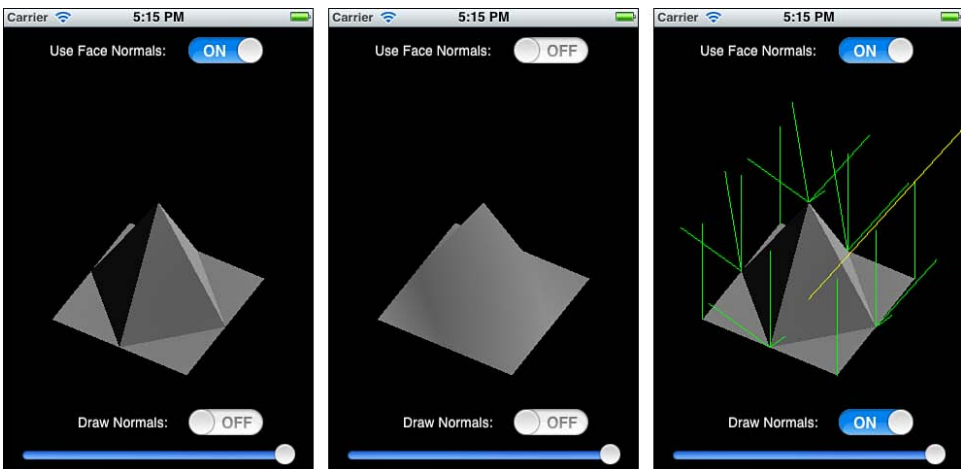 Carrier 5:15 PM
Use Face Normals: ON
Draw Normals: OFF
Carrier 5:15 PM
Use Face Normals: OFF
Draw Normals: OFF
Carrier 5:15 PM
Use Face Normals: ON
Draw Normals: ON